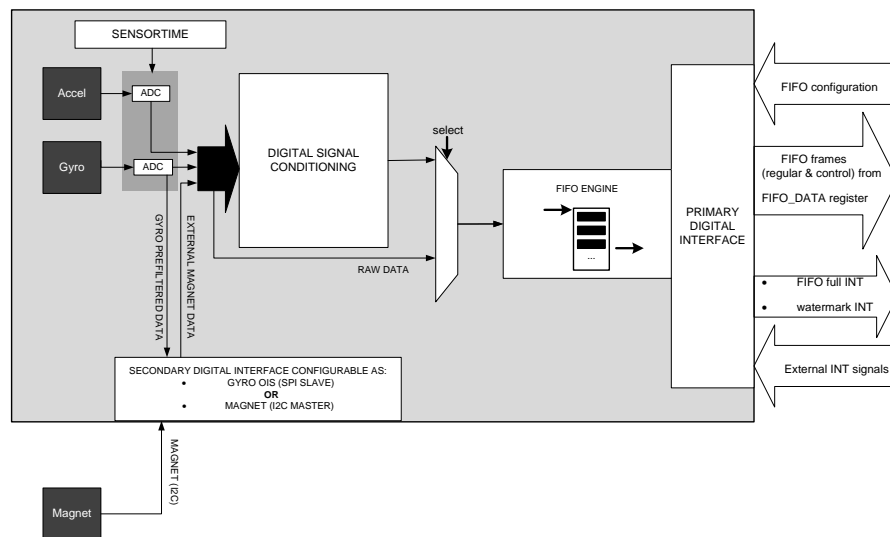 SENSORTIME
Accel
ADC
Gyro
ADC
DIGITAL SIGNAL
CONDITIONING
select
GYRO PREFILTERED DATA
EXTERNAL MAGNET DATA
RAW DATA
FIFO ENGINE
...
PRIMARY
DIGITAL
INTERFACE
FIFO configuration
FIFO frames
(regular & control) from
FIFO_DATA register
• FIFO full INT
• watermark INT
External INT signals
SECONDARY DIGITAL INTERFACE CONFIGURABLE AS:
• GYRO OIS (SPI SLAVE)
OR
• MAGNET (I2C MASTER)
MAGNET (I2C)
Magnet